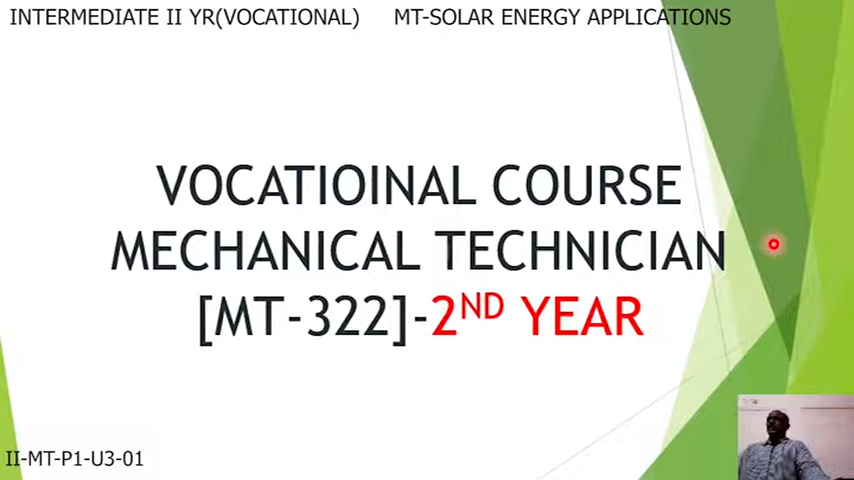 INTERMEDIATE II YR(VOCATIONAL) MT-SOLAR ENERGY APPLICATIONS
VOCATIOINAL COURSE
MECHANICAL TECHNICIAN
[MT-322]-2ND YEAR
II-MT-P1-U3-01